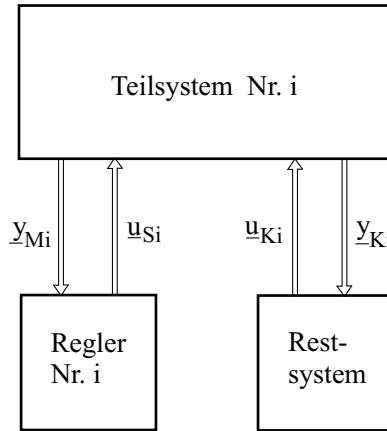 Teilsystem Nr. i
y_Mi u_Si u_Ki y_K
Regler
Nr. i
Rest-
system